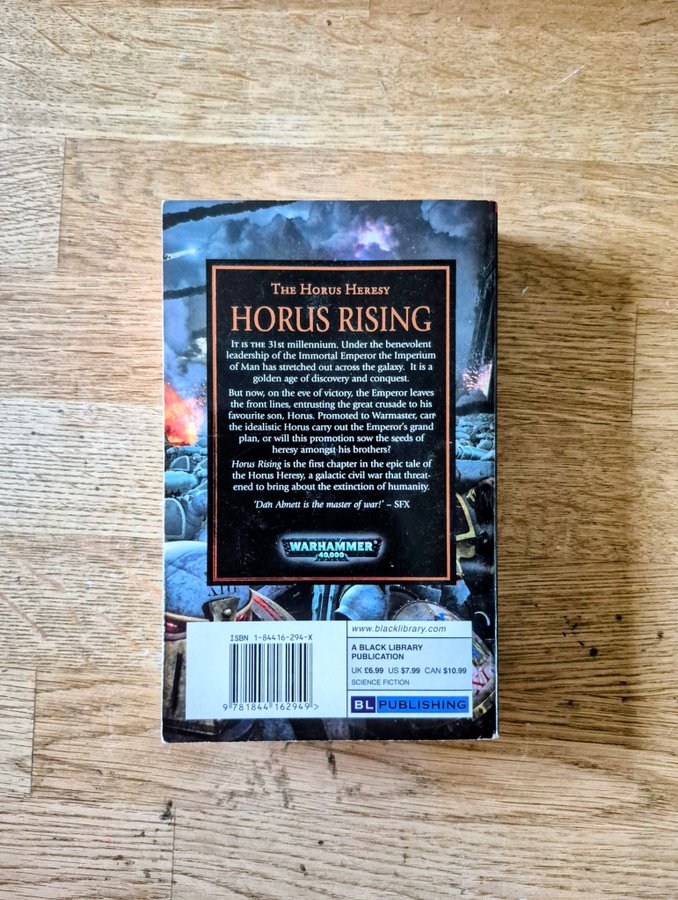 THE HORUS HERESY
HORUS RISING
IT IS THE 31st millennium. Under the benevolent
leadership of the Immortal Emperor the Imperium
of Man has stretched out across the galaxy. It is a
golden age of discovery and conquest.
But now, on the eve of victory, the Emperor leaves
the front lines, entrusting the great crusade to his
favourite son, Horus. Promoted to Warmaster, can
the idealistic Horus carry out the Emperor's grand
plan, or will this promotion sow the seeds of
heresy amongst his brothers?
Horus Rising is the first chapter in the epic tale of
the Horus Heresy, a galactic civil war that threat-
ened to bring about the extinction of humanity.
'Dan Abnett is the master of war!' – SFX
WARHAMMER
40,000
XIII
ISBN 1-84416-294-X
9 781844 162949 >
www.blacklibrary.com
A BLACK LIBRARY
PUBLICATION
UK £6.99 US $7.99 CAN $10.99
SCIENCE FICTION
BL PUBLISHING